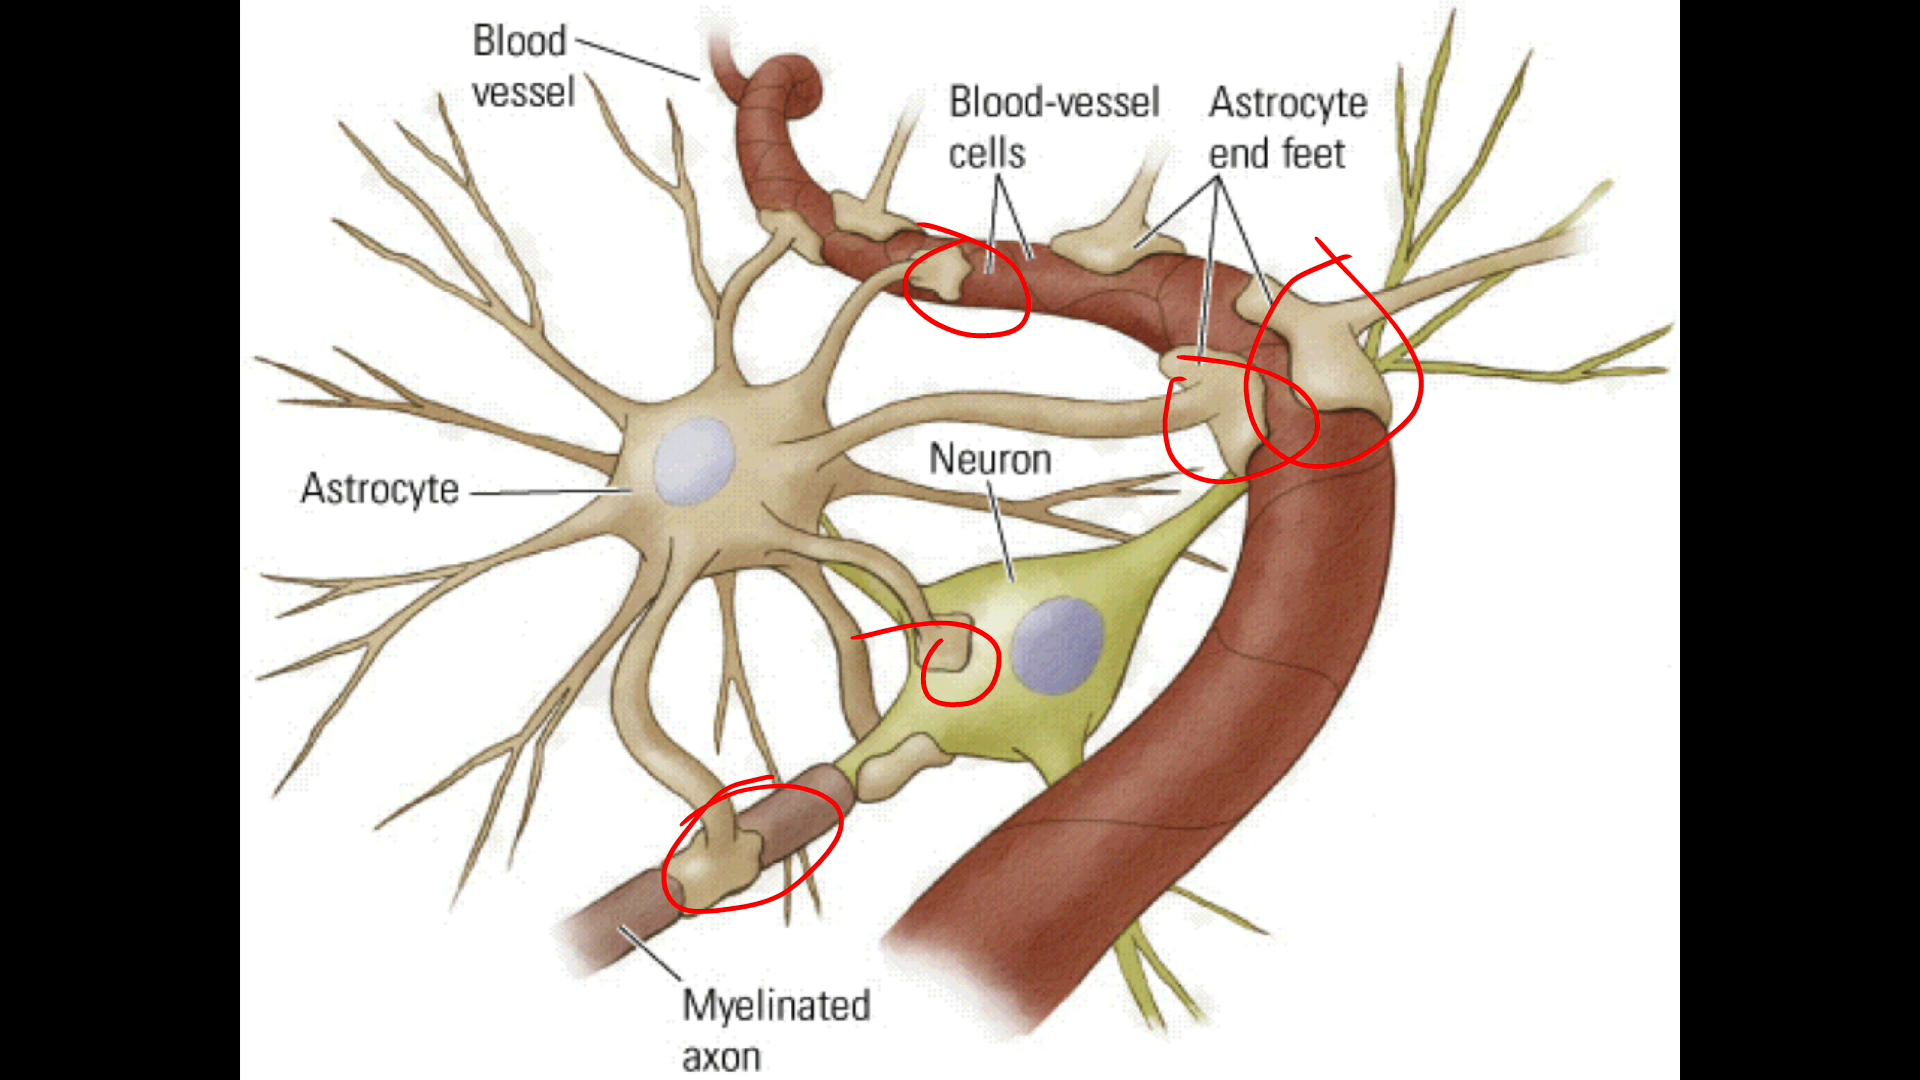 Blood
vessel
Blood-vessel
cells
Astrocyte
end feet
Astrocyte
Neuron
Myelinated
axon